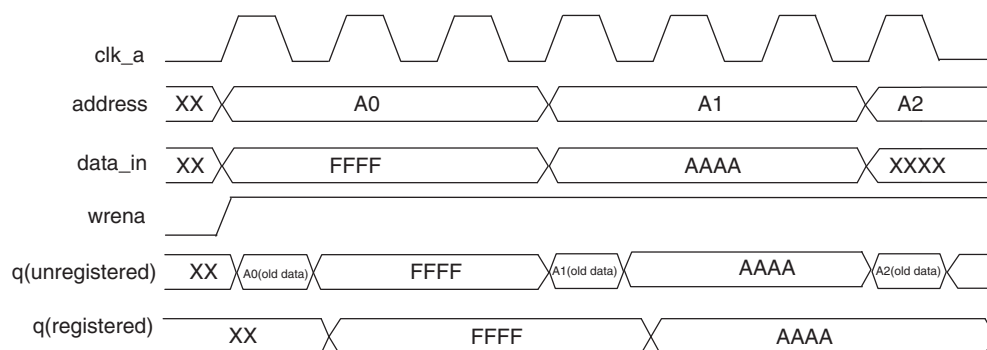 clk_a
address XX A0 A1 A2
data_in XX FFFF AAAA XXXX
wrena
q(unregistered) XX A0(old data) FFFF A1(old data) AAAA A2(old data)
q(registered) XX FFFF AAAA